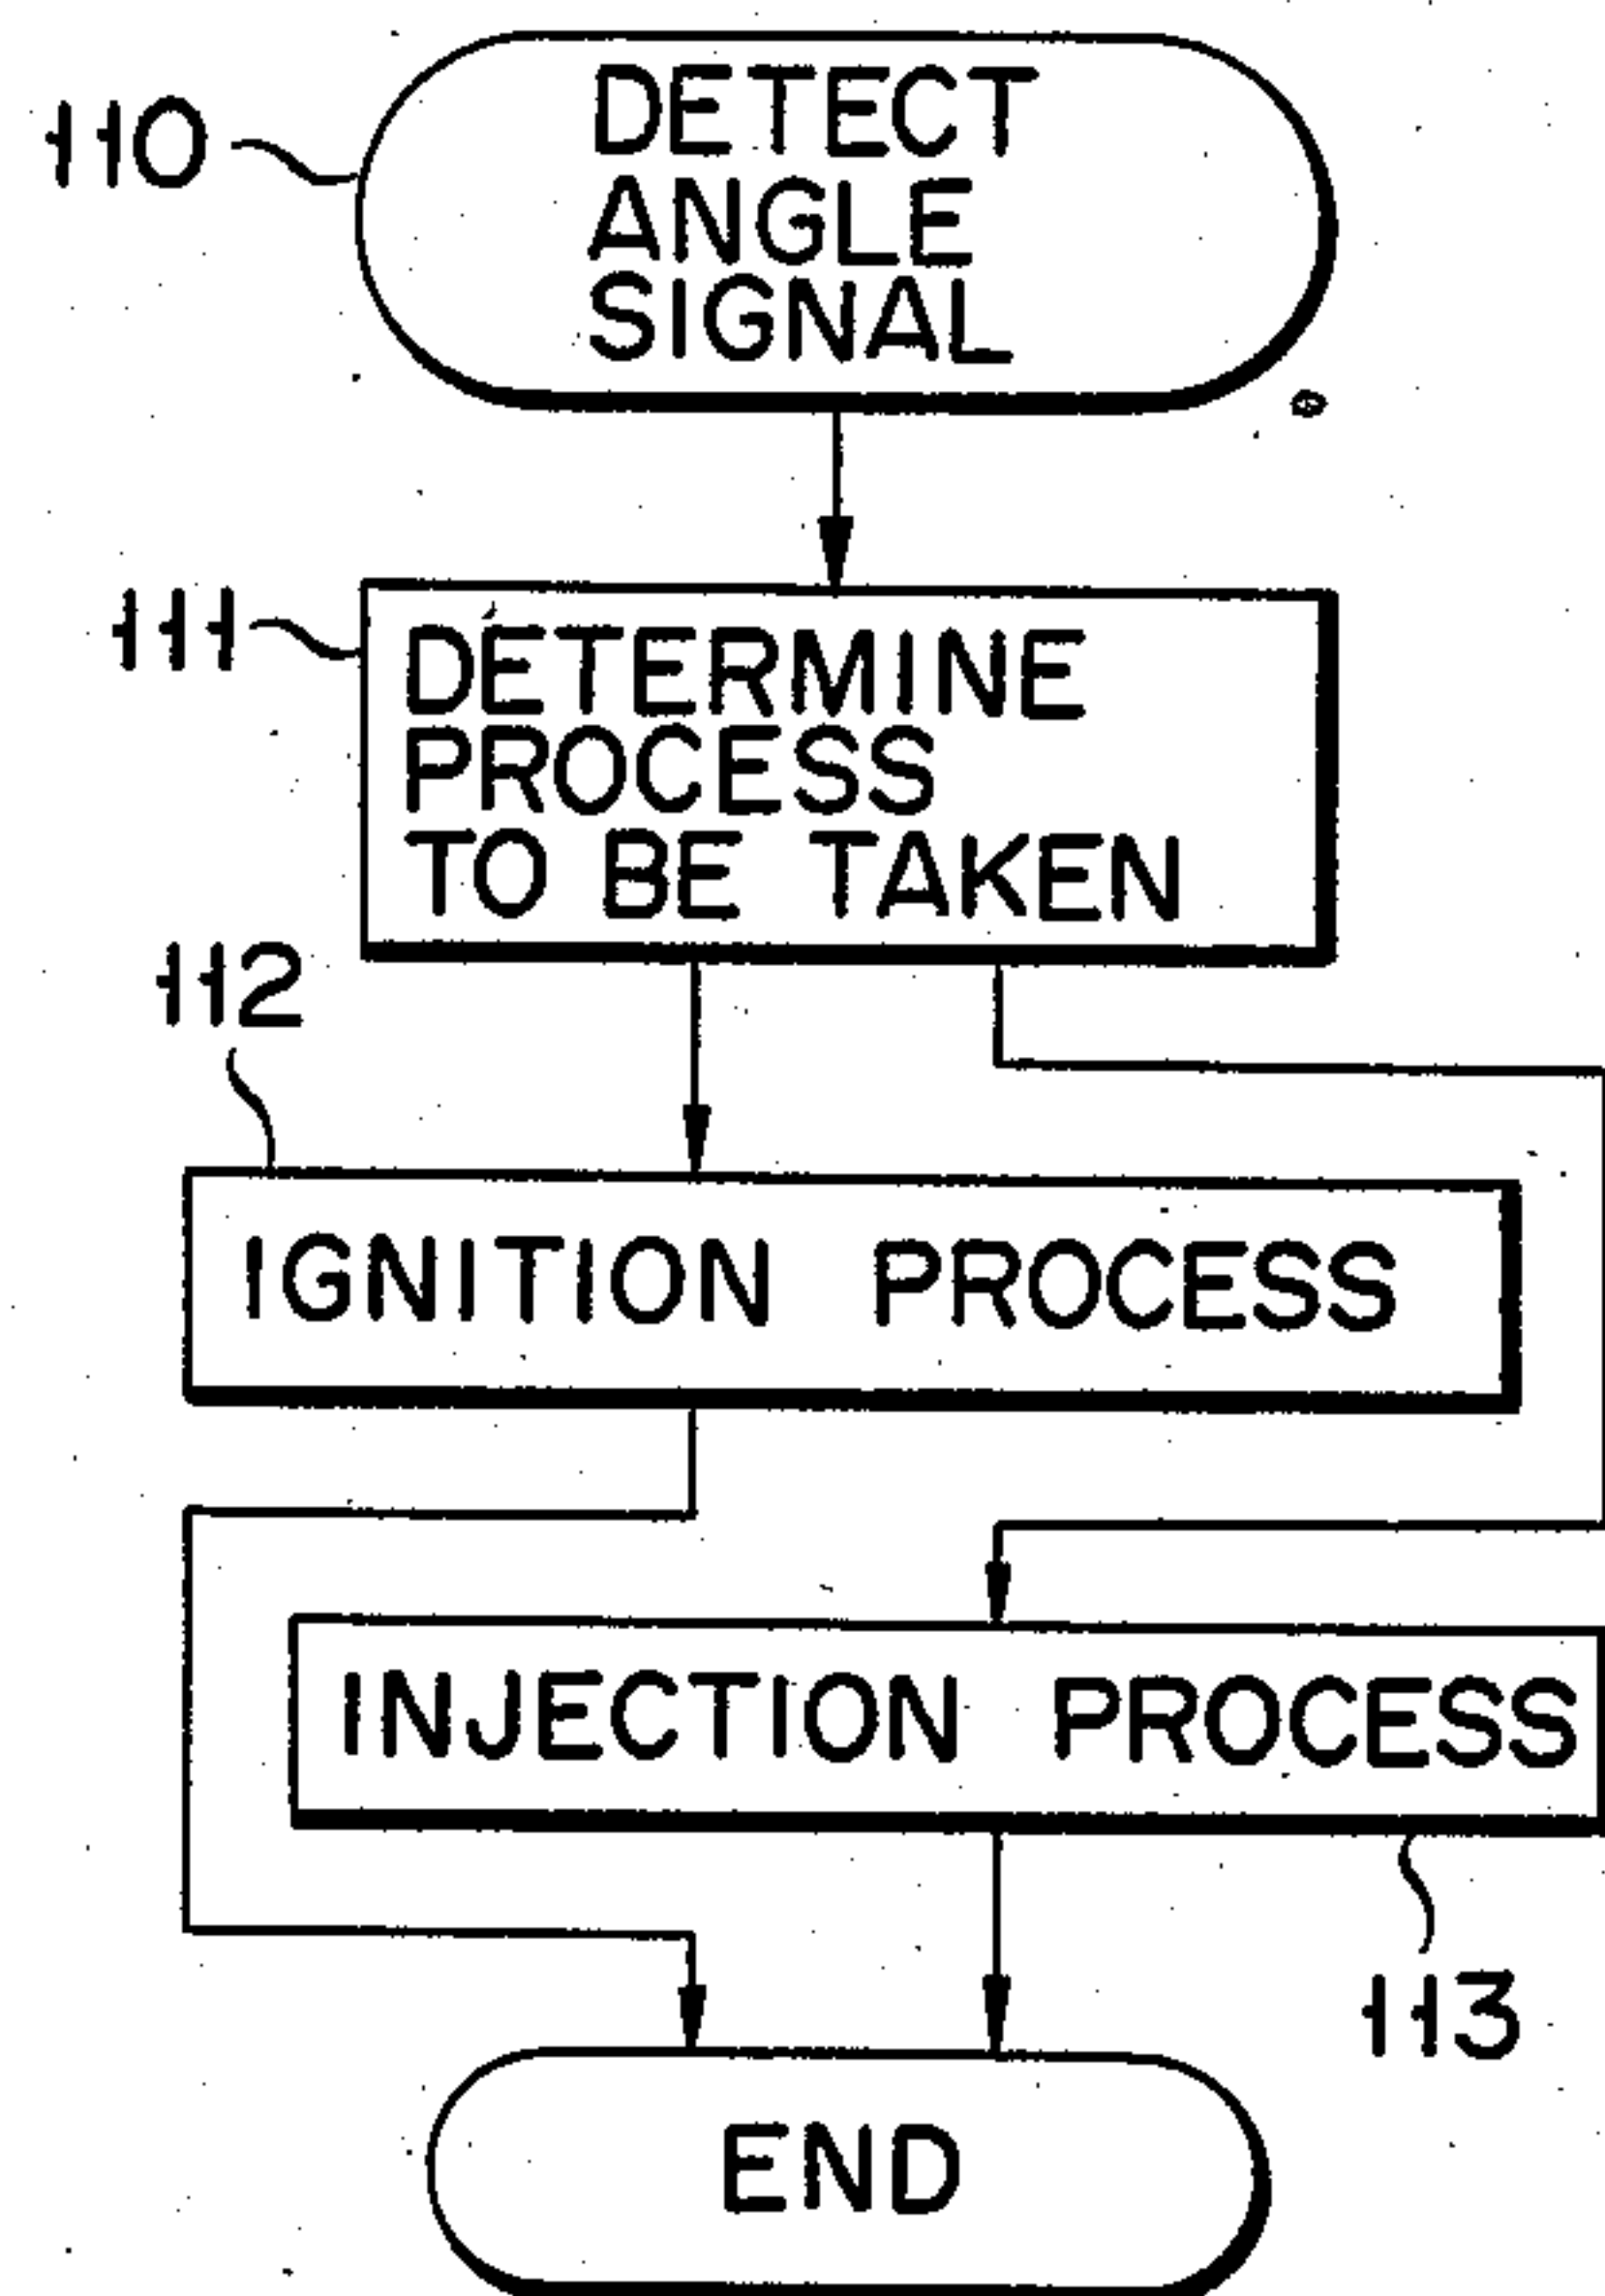 110
DETECT
ANGLE
SIGNAL
111
DETERMINE
PROCESS
TO BE TAKEN
112
IGNITION PROCESS
INJECTION PROCESS
113
END